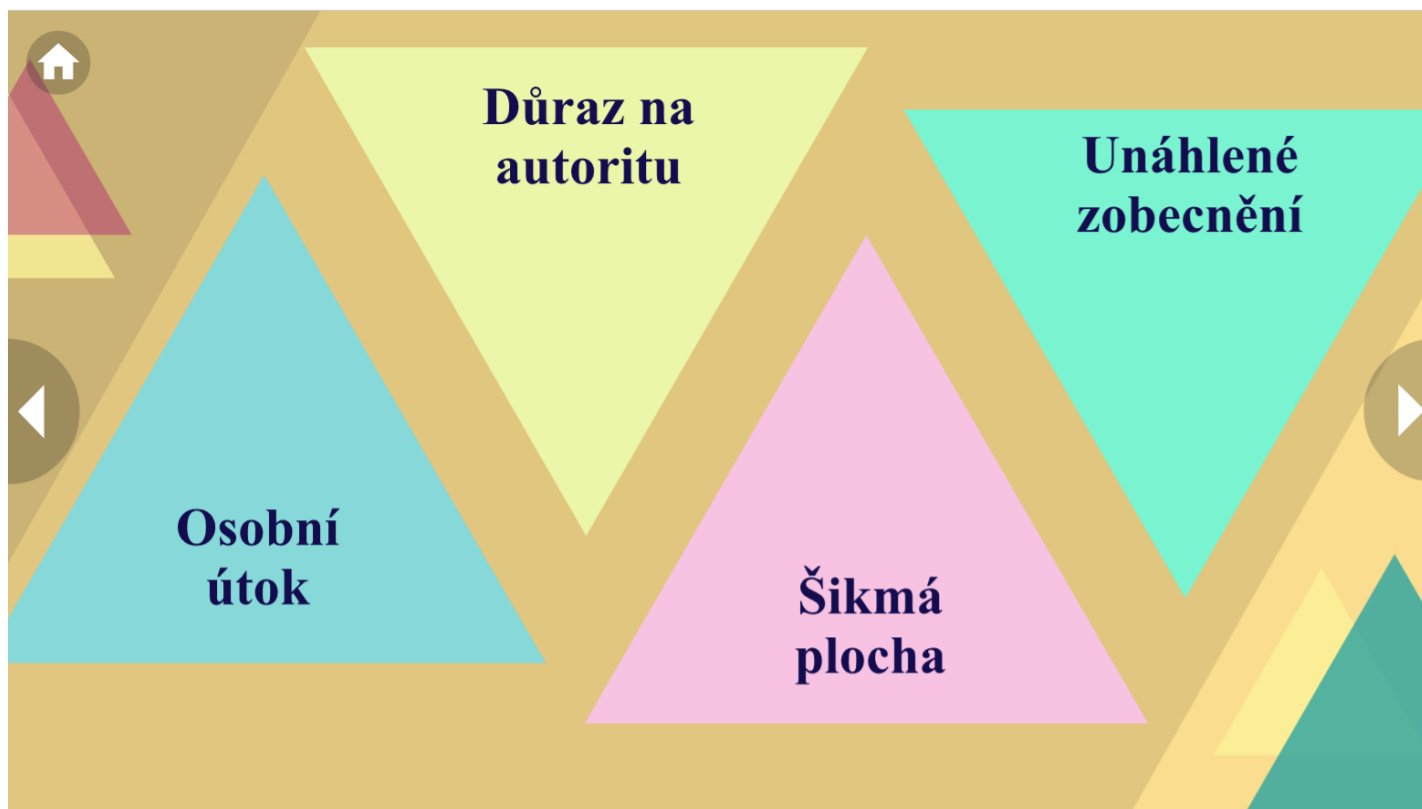 Důraz na
autoritu
Unáhlené
zobecnění
Osobní
útok
Šikmá
plocha